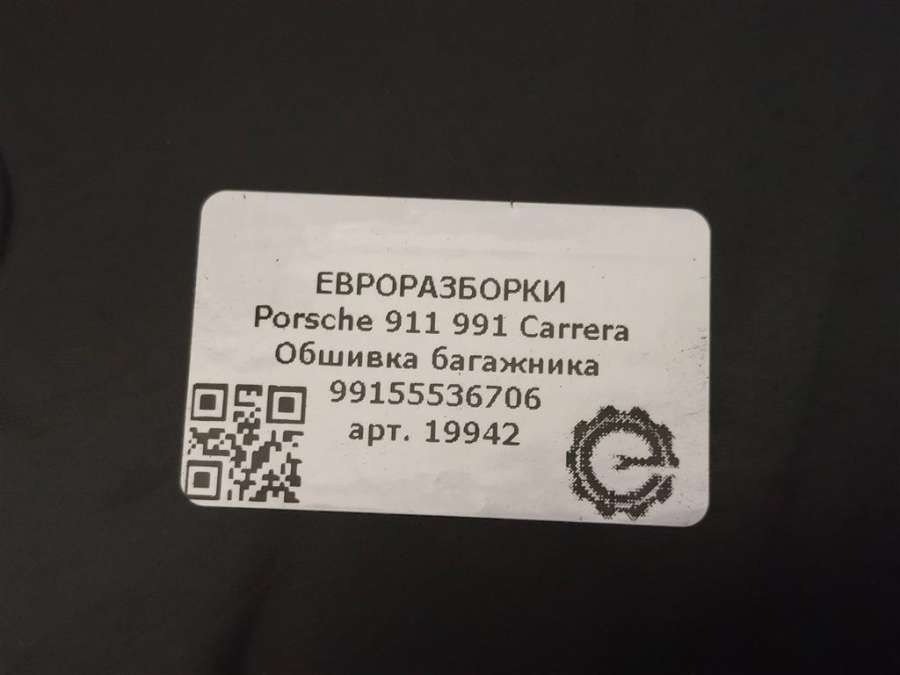 ЕВРОРАЗБОРКИ
Porsche 911 991 Carrera
Обшивка багажника
99155536706
арт. 19942